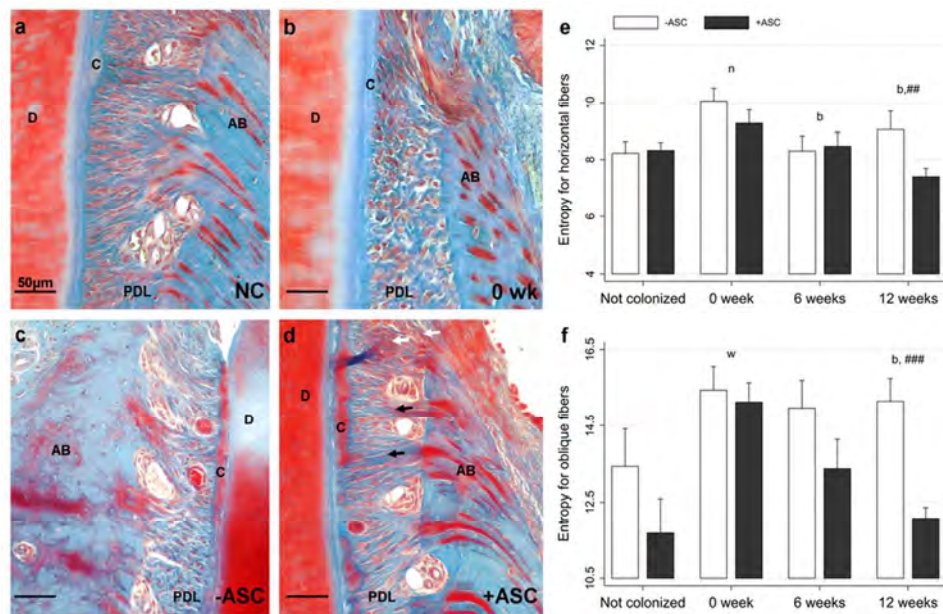 a
C
D
AB
50µm
PDL
NC
b
C
D
AB
PDL
0 wk
c
AB
D
C
PDL
-ASC
d
D
C
AB
PDL
+ASC
e
-ASC
+ASC
Entropy for horizontal fibers
12
10
8
6
4
n
b
b,##
Not colonized
0 week
6 weeks
12 weeks
f
Entropy for oblique fibers
16.5
14.5
12.5
10.5
w
b, ###
Not colonized
0 week
6 weeks
12 weeks